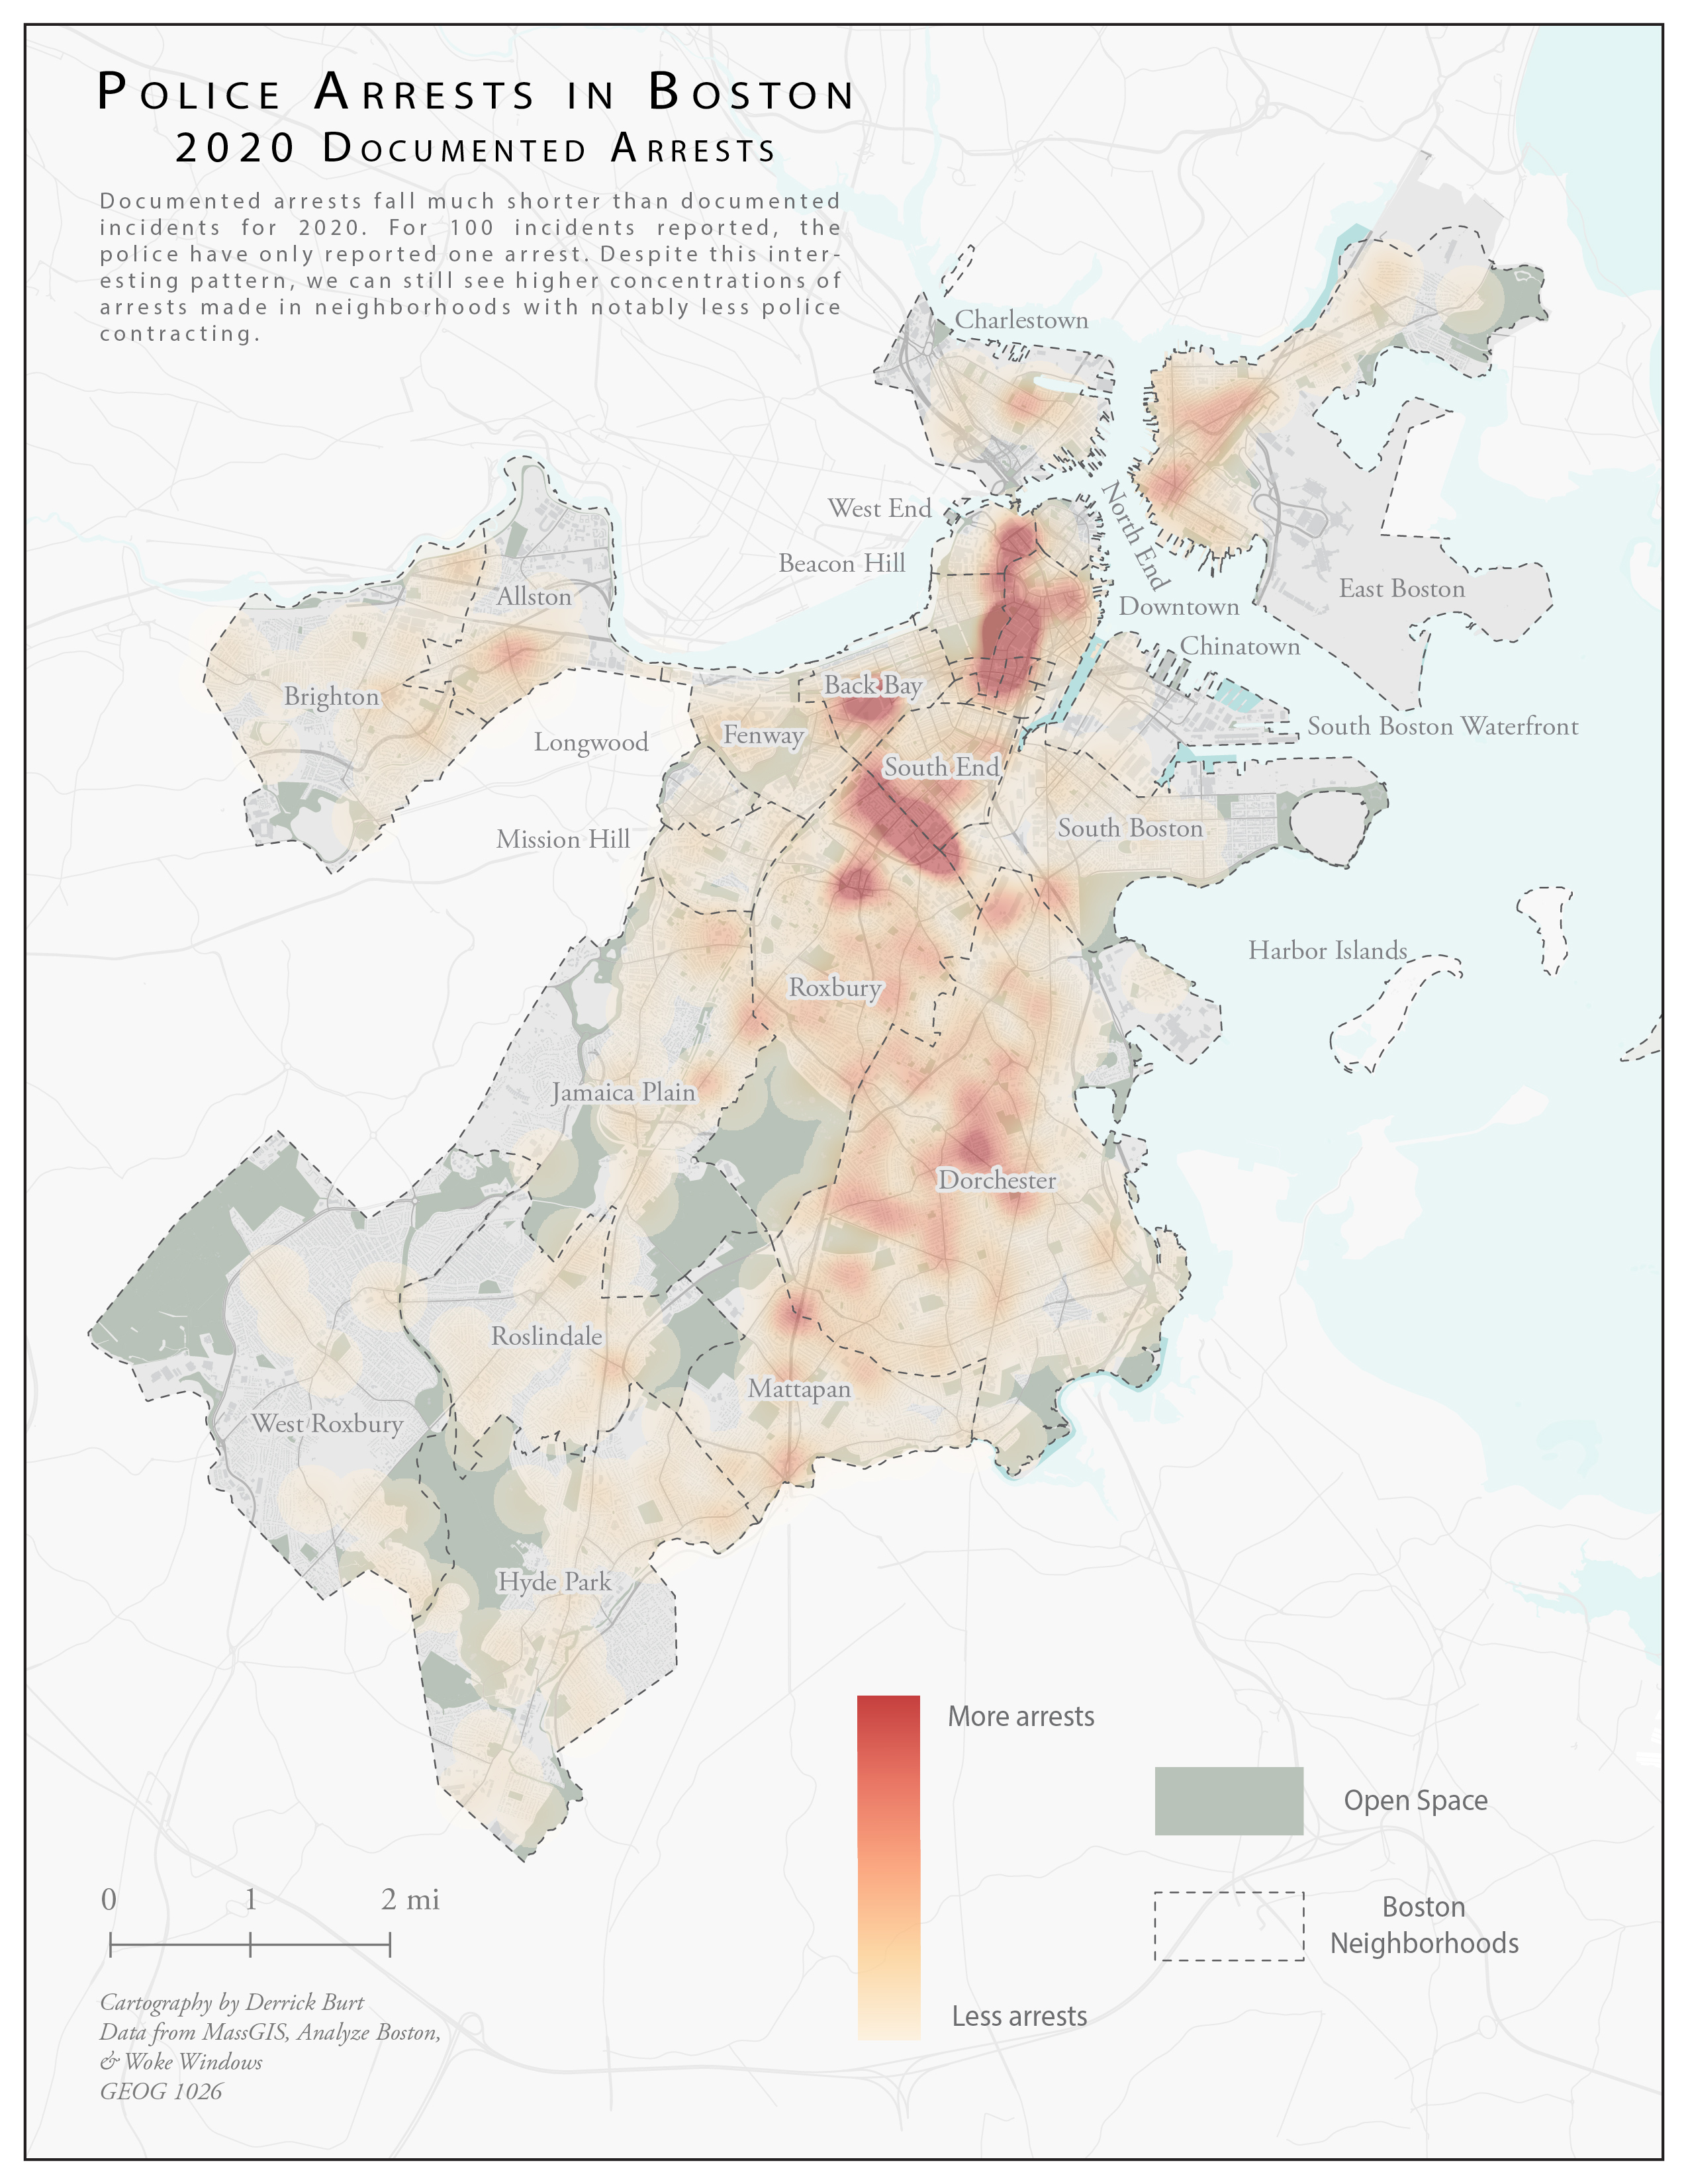 Police Arrests in Boston
2020 Documented Arrests
Documented arrests fall much shorter than documented
incidents for 2020. For 100 incidents reported, the
police have only reported one arrest. Despite this inter-
esting pattern, we can still see higher concentrations of
arrests made in neighborhoods with notably less police
contracting.
Charlestown
West End
North End
Beacon Hill
East Boston
Allston
Downtown
Chinatown
Back Bay
Brighton
South Boston Waterfront
Fenway
Longwood
South End
South Boston
Mission Hill
Harbor Islands
Roxbury
Jamaica Plain
Dorchester
Roslindale
Mattapan
West Roxbury
Hyde Park
More arrests
Open Space
Less arrests
Boston
Neighborhoods
0 1 2 mi
Cartography by Derrick Burt
Data from MassGIS, Analyze Boston,
& Woke Windows
GEOG 1026